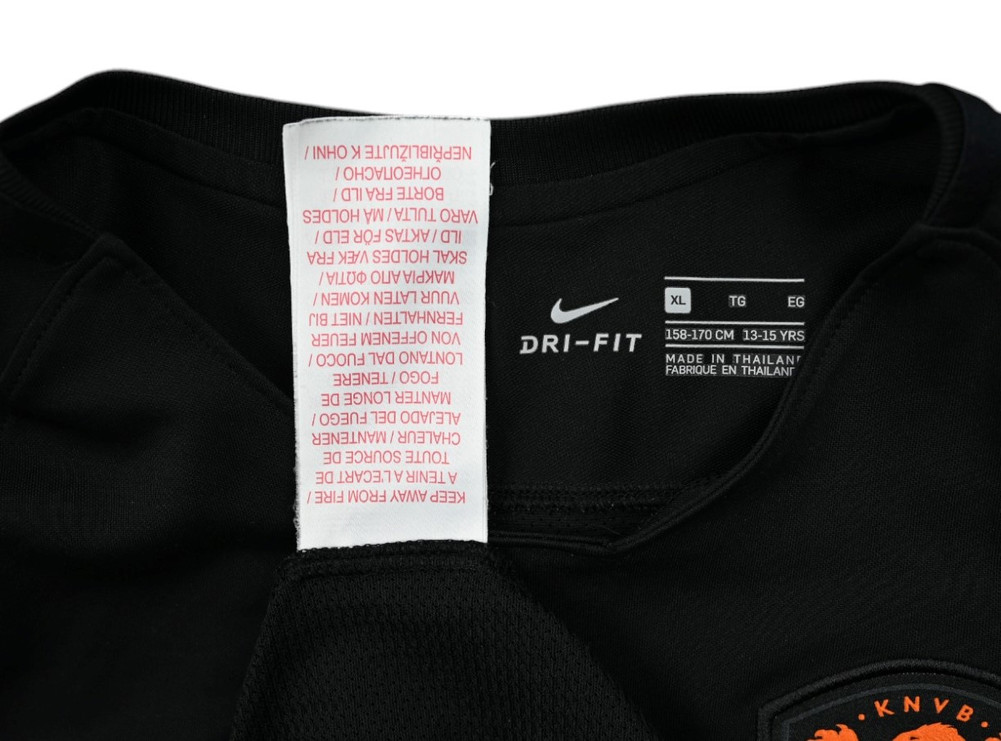 KEEP AWAY FROM FIRE /
A TENIR A L'ECART DE
TOUTE SOURCE DE
CHALEUR / MANTENER
ALEJADO DEL FUEGO /
MANTER LONGE DE
FOGO / TENERE
LONTANO DAL FUOCO /
VON OFFENEM FEUER
FERNHALTEN / NIET BIJ
VUUR LATEN KOMEN /
ΜΑΚΡΙΑ ΑΠΟ ΦΩΤΙΑ /
SKAL HOLDES VÆK FRA
ILD / AKTAS FÖR ELD /
VARO TULTA / MÅ HOLDES
BORTE FRA ILD /
ОГНЕОПАСНО /
NEPŘIBLIŽUJTE K OHNI /
DRI-FIT
XL TG EG
158-170 CM 13-15 YRS
MADE IN THAILAND
FABRIQUE EN THAILAND
· KNVB ·